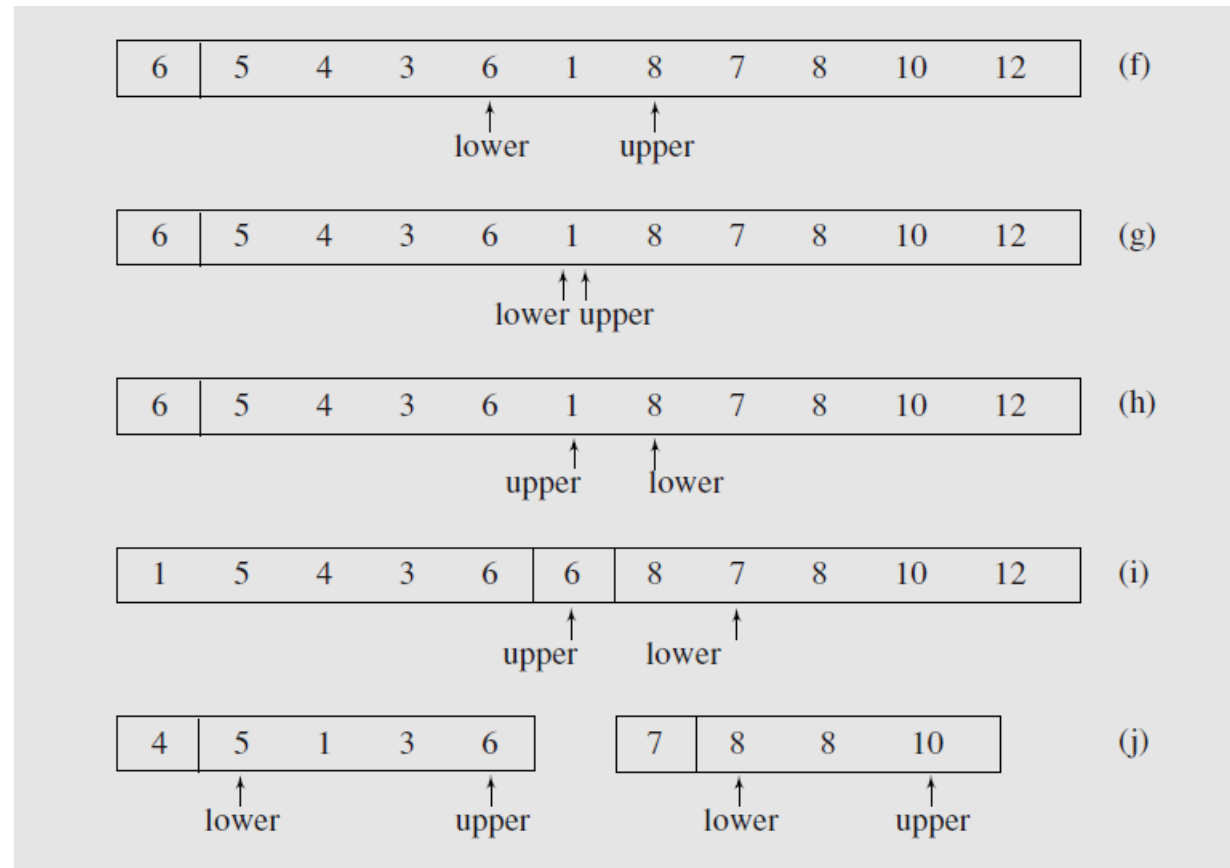 6 5 4 3 6 1 8 7 8 10 12 (f)
lower upper
6 5 4 3 6 1 8 7 8 10 12 (g)
lower upper
6 5 4 3 6 1 8 7 8 10 12 (h)
upper lower
1 5 4 3 6 6 8 7 8 10 12 (i)
upper lower
4 5 1 3 6 7 8 8 10 (j)
lower upper lower upper